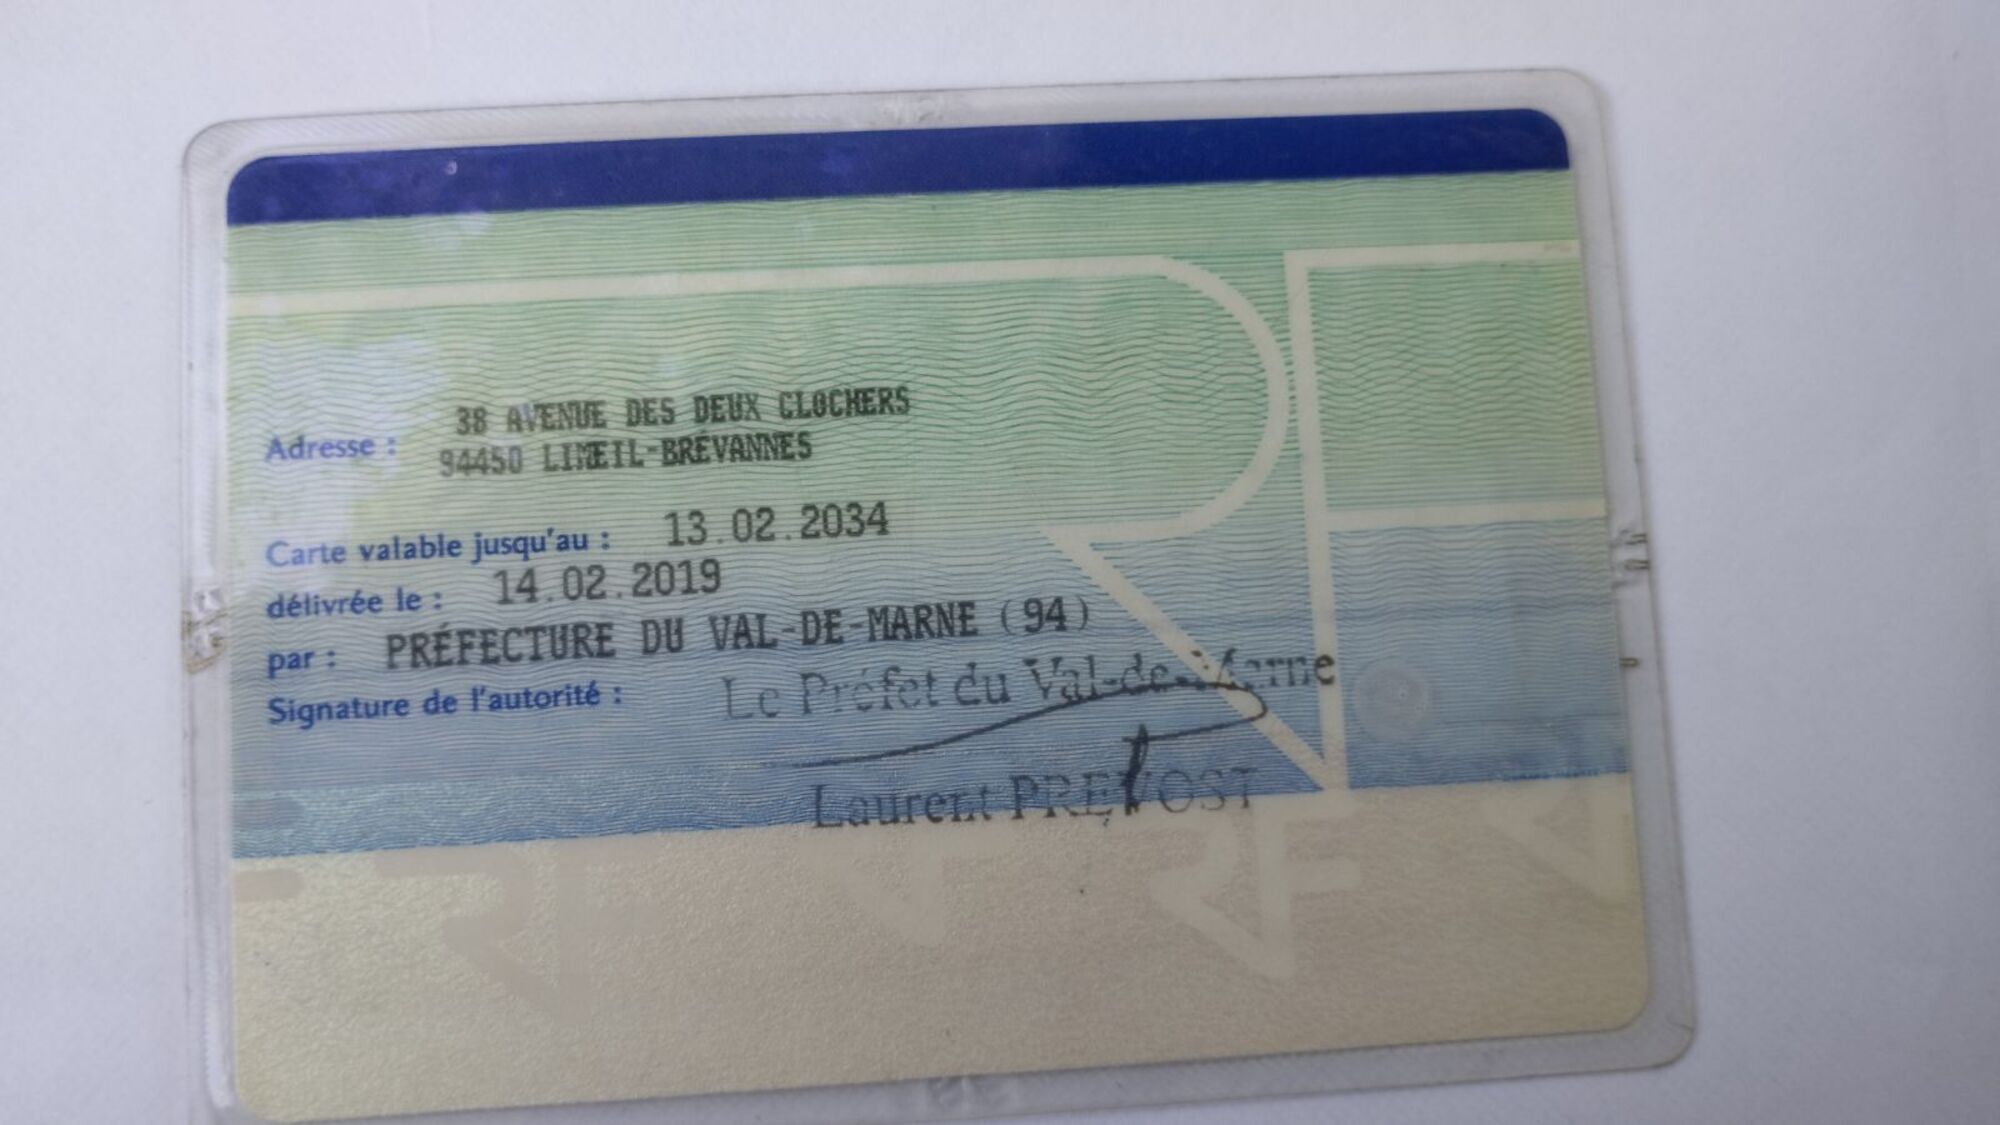 38 AVENUE DES DEUX CLOCHERS
Adresse :
94450 LIMEIL-BRÉVANNES
Carte valable jusqu'au : 13.02.2034
délivrée le : 14.02.2019
par : PRÉFECTURE DU VAL-DE-MARNE (94)
Signature de l'autorité : Le Préfet du Val-de-Marne
Laurent PREVOST
RF